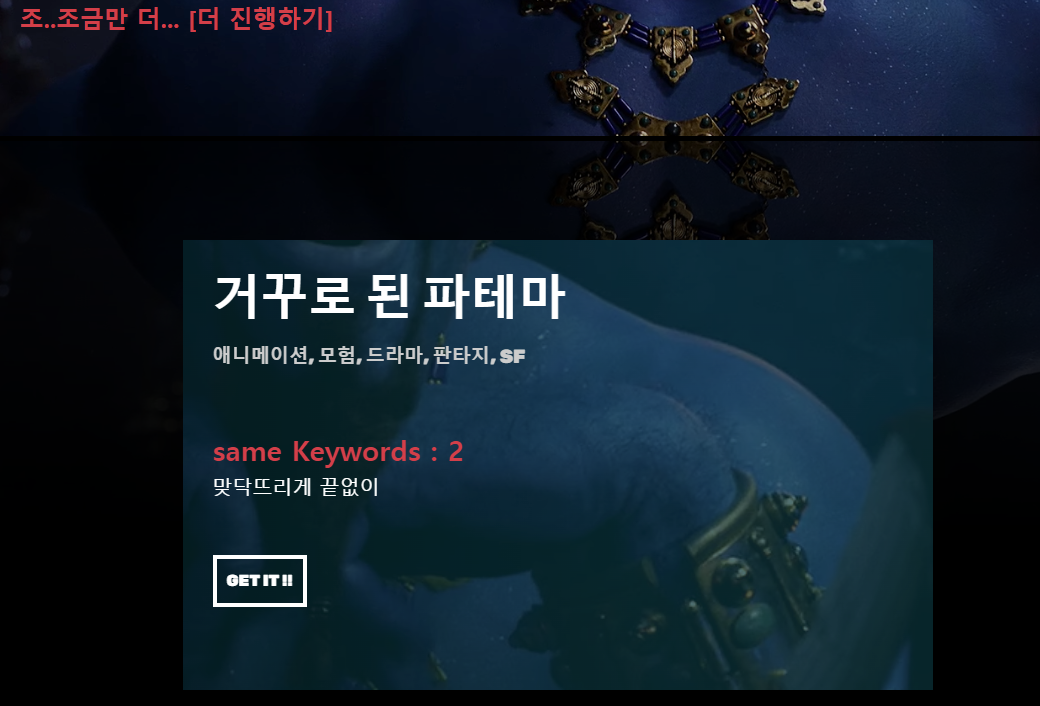 조..조금만 더... [더 진행하기]
거꾸로 된 파테마
애니메이션, 모험, 드라마, 판타지, SF
same Keywords : 2
맞닥뜨리게 끝없이
GET IT !!